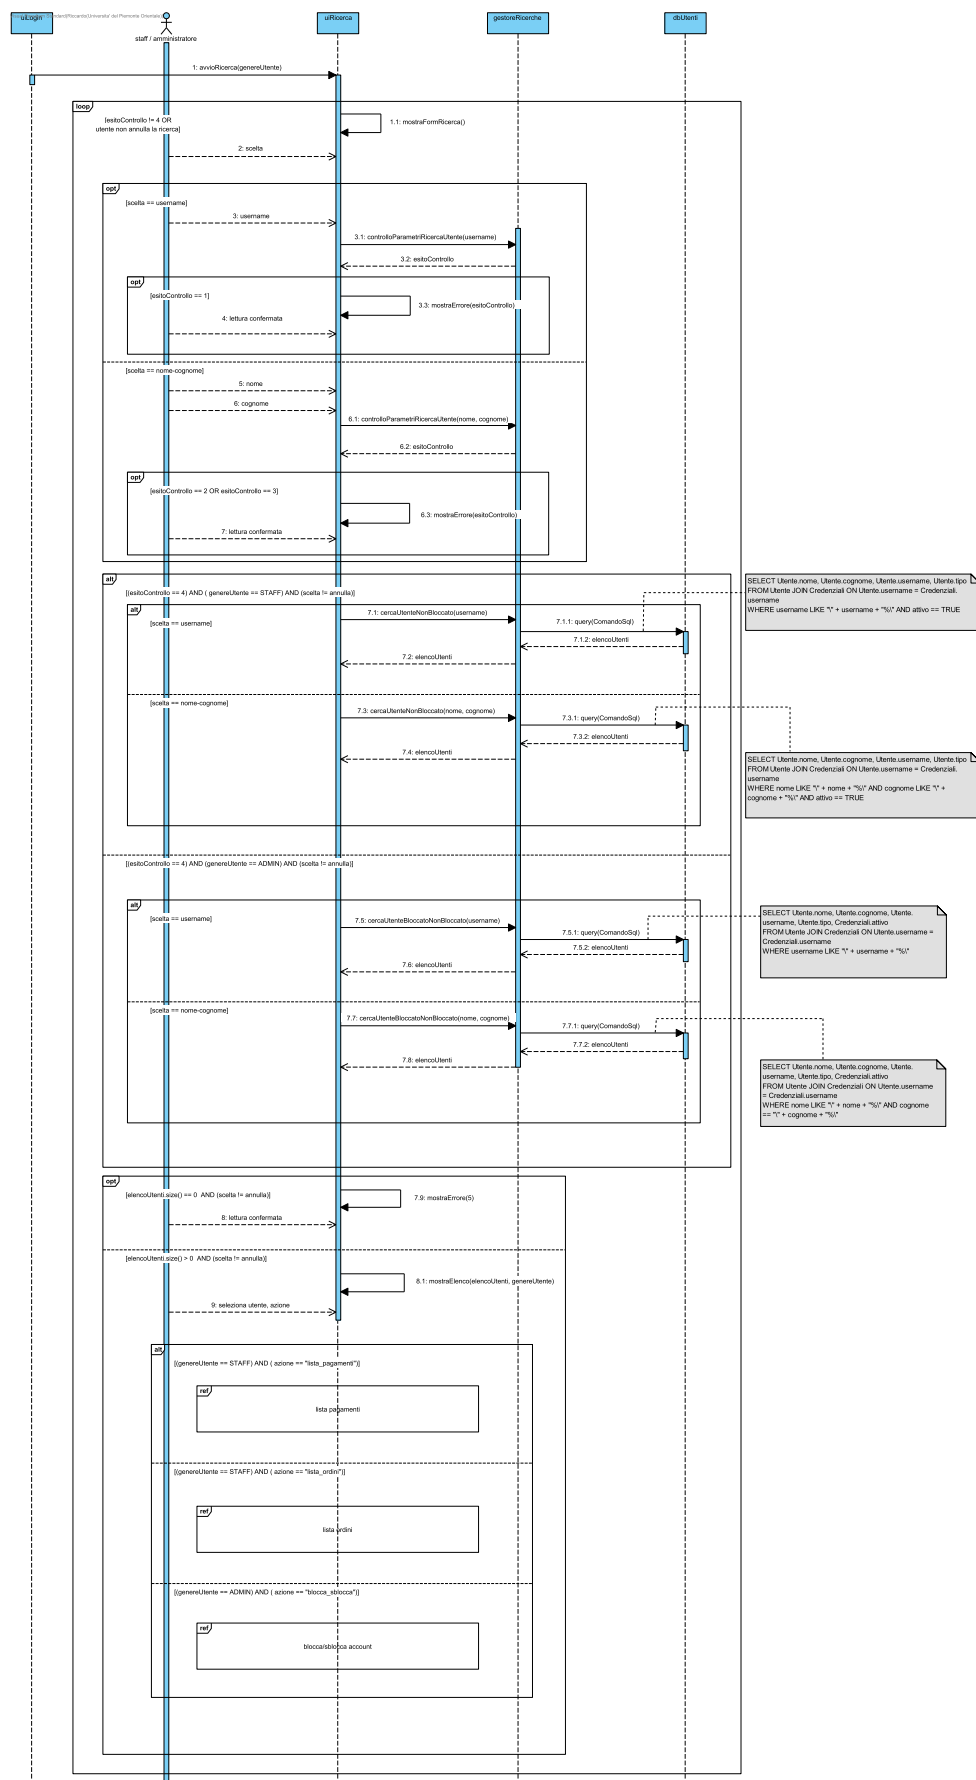 uiLogin
uiRicerca
gestoreRicerche
dbUtenti
staff / amministratore
1: avvioRicerca(genereUtente)
loop
[esitoControllo != 4 OR
utente non annulla la ricerca]
1.1: mostraFormRicerca()
2: scelta
opt
[scelta == username]
3: username
3.1: controlloParametriRicercaUtente(username)
3.2: esitoControllo
opt
[esitoControllo == 1]
3.3: mostraErrore(esitoControllo)
4: lettura confermata
[scelta == nome-cognome]
5: nome
6: cognome
6.1: controlloParametriRicercaUtente(nome, cognome)
6.2: esitoControllo
opt
[esitoControllo == 2 OR esitoControllo == 3]
6.3: mostraErrore(esitoControllo)
7: lettura confermata
alt
[(esitoControllo == 4) AND ( genereUtente == STAFF) AND (scelta != annulla)]
SELECT Utente.nome, Utente.cognome, Utente.username, Utente.tipo
FROM Utente JOIN Credenziali ON Utente.username = Credenziali.
username
WHERE username LIKE "\" + username + "%\" AND attivo == TRUE
alt
[scelta == username]
7.1: cercaUtenteNonBloccato(username)
7.1.1: query(ComandoSql)
7.1.2: elencoUtenti
7.2: elencoUtenti
[scelta == nome-cognome]
7.3: cercaUtenteNonBloccato(nome, cognome)
7.3.1: query(ComandoSql)
7.3.2: elencoUtenti
7.4: elencoUtenti
SELECT Utente.nome, Utente.cognome, Utente.username, Utente.tipo
FROM Utente JOIN Credenziali ON Utente.username = Credenziali.
username
WHERE nome LIKE "\" + nome + "%\" AND cognome LIKE "\" +
cognome + "%\" AND attivo == TRUE
[(esitoControllo == 4) AND (genereUtente == ADMIN) AND (scelta != annulla)]
alt
[scelta == username]
7.5: cercaUtenteBloccatoNonBloccato(username)
7.5.1: query(ComandoSql)
7.5.2: elencoUtenti
7.6: elencoUtenti
SELECT Utente.nome, Utente.cognome, Utente.
username, Utente.tipo, Credenziali.attivo
FROM Utente JOIN Credenziali ON Utente.username =
Credenziali.username
WHERE username LIKE "\" + username + "%\"
[scelta == nome-cognome]
7.7: cercaUtenteBloccatoNonBloccato(nome, cognome)
7.7.1: query(ComandoSql)
7.7.2: elencoUtenti
7.8: elencoUtenti
SELECT Utente.nome, Utente.cognome, Utente.
username, Utente.tipo, Credenziali.attivo
FROM Utente JOIN Credenziali ON Utente.username
= Credenziali.username
WHERE nome LIKE "\" + nome + "%\" AND cognome
== "\" + cognome + "%\"
opt
[elencoUtenti.size() == 0 AND (scelta != annulla)]
7.9: mostraErrore(5)
8: lettura confermata
[elencoUtenti.size() > 0 AND (scelta != annulla)]
8.1: mostraElenco(elencoUtenti, genereUtente)
9: seleziona utente, azione
alt
[(genereUtente == STAFF) AND ( azione == "lista_pagamenti")]
ref
lista pagamenti
[(genereUtente == STAFF) AND ( azione == "lista_ordini")]
ref
lista ordini
[(genereUtente == ADMIN) AND ( azione == "blocca_sblocca")]
ref
blocca/sblocca account